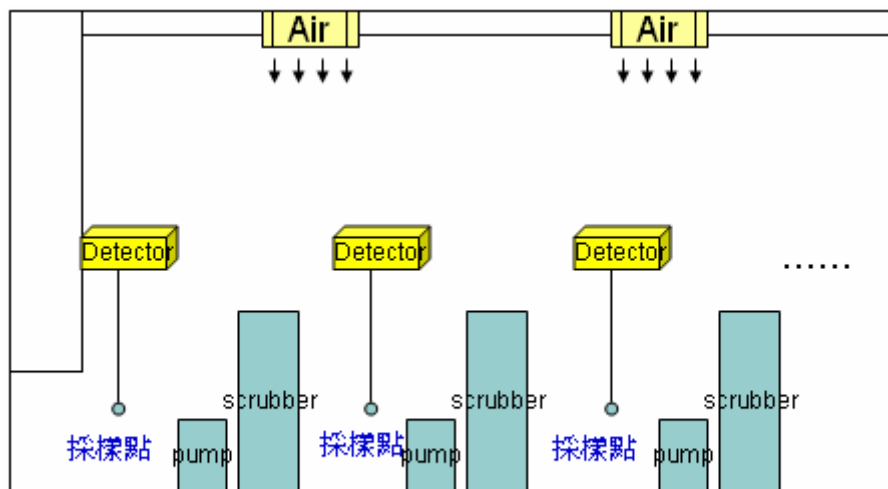 Air
Air
Detector
Detector
Detector
......
scrubber
scrubber
scrubber
採樣點
pump
採樣點
pump
採樣點
pump